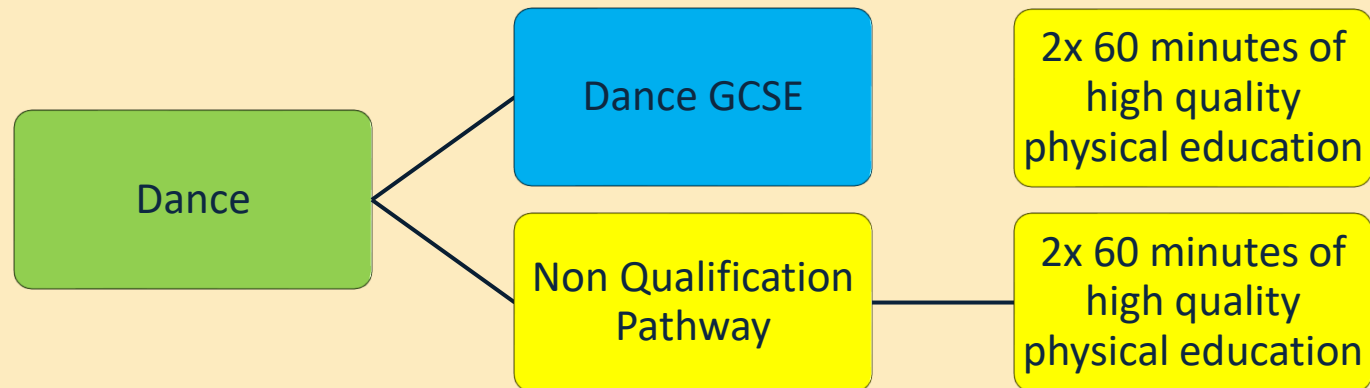 Dance
Dance GCSE
2x 60 minutes of
high quality
physical education
Non Qualification
Pathway
2x 60 minutes of
high quality
physical education